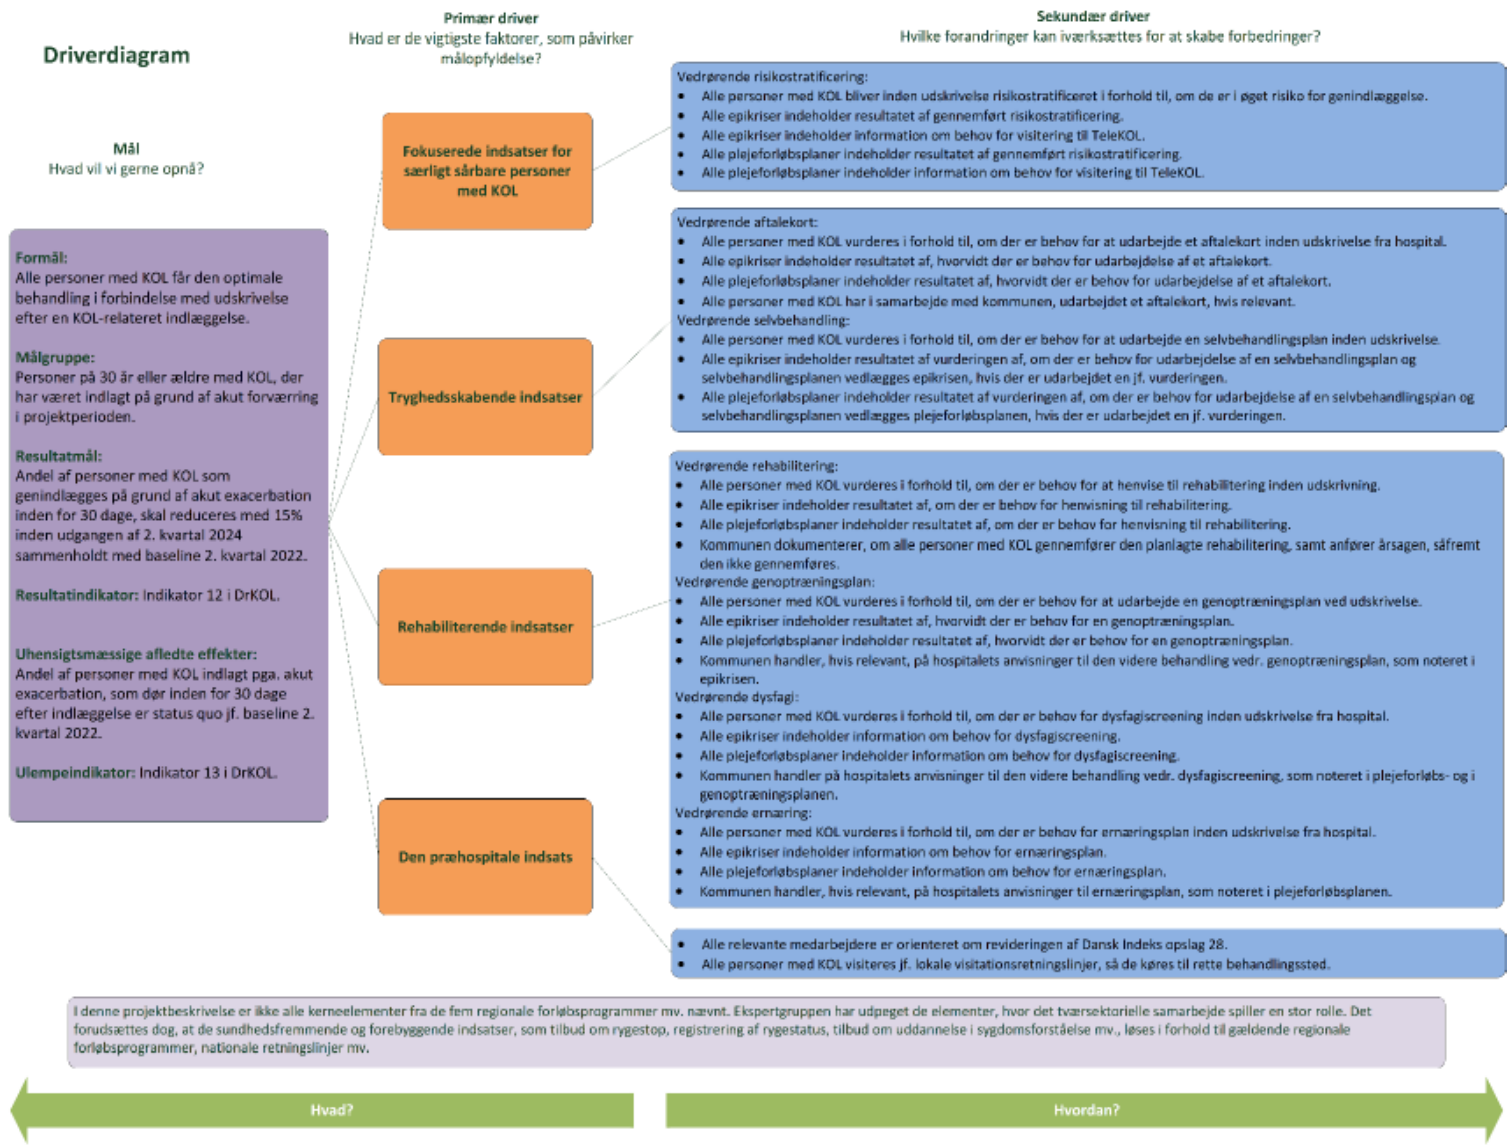 Driverdiagram
Mål
Hvad vil vi gerne opnå?
Formål:
Alle personer med KOL får den optimale
behandling i forbindelse med udskrivelse
efter en KOL-relateret indlæggelse.
Målgruppe:
Personer på 30 år eller ældre med KOL, der
har været indlagt på grund af akut forværring
i projektperioden.
Resultatmål:
Andel af personer med KOL som
genindlægges på grund af akut exacerbation
inden for 30 dage, skal reduceres med 15%
inden udgangen af 2. kvartal 2024
sammenholdt med baseline 2. kvartal 2022.
Resultatindikator: Indikator 12 i DrKOL.
Uhensigtsmæssige afledte effekter:
Andel af personer med KOL indlagt pga. akut
exacerbation, som dør inden for 30 dage
efter indlæggelse er status quo jf. baseline 2.
kvartal 2022.
Ulempeindikator: Indikator 13 i DrKOL.
Primær driver
Hvad er de vigtigste faktorer, som påvirker
målopfyldelse?
Fokuserede indsatser for
særligt sårbare personer
med KOL
Tryghedsskabende indsatser
Rehabiliterende indsatser
Den præhospitale indsats
Sekundær driver
Hvilke forandringer kan iværksættes for at skabe forbedringer?
Vedrørende risikostratificering:
• Alle personer med KOL bliver inden udskrivelse risikostratificeret i forhold til, om de er i øget risiko for genindlæggelse.
• Alle epikriser indeholder resultatet af gennemført risikostratificering.
• Alle epikriser indeholder information om behov for visitering til TeleKOL.
• Alle plejeforløbsplaner indeholder resultatet af gennemført risikostratificering.
• Alle plejeforløbsplaner indeholder information om behov for visitering til TeleKOL.
Vedrørende aftalekort:
• Alle personer med KOL vurderes i forhold til, om der er behov for at udarbejde et aftalekort inden udskrivelse fra hospital.
• Alle epikriser indeholder resultatet af, hvorvidt der er behov for udarbejdelse af et aftalekort.
• Alle plejeforløbsplaner indeholder resultatet af, hvorvidt der er behov for udarbejdelse af et aftalekort.
• Alle personer med KOL har i samarbejde med kommunen, udarbejdet et aftalekort, hvis relevant.
Vedrørende selvbehandling:
• Alle personer med KOL vurderes i forhold til, om der er behov for at udarbejde en selvbehandlingsplan inden udskrivelse.
• Alle epikriser indeholder resultatet af vurderingen af, om der er behov for udarbejdelse af en selvbehandlingsplan og
selvbehandlingsplanen vedlægges epikrisen, hvis der er udarbejdet en jf. vurderingen.
• Alle plejeforløbsplaner indeholder resultatet af vurderingen af, om der er behov for udarbejdelse af en selvbehandlingsplan og
selvbehandlingsplanen vedlægges plejeforløbsplanen, hvis der er udarbejdet en jf. vurderingen.
Vedrørende rehabilitering:
• Alle personer med KOL vurderes i forhold til, om der er behov for at henvise til rehabilitering inden udskrivning.
• Alle epikriser indeholder resultatet af, om der er behov for henvisning til rehabilitering.
• Alle plejeforløbsplaner indeholder resultatet af, om der er behov for henvisning til rehabilitering.
• Kommunen dokumenterer, om alle personer med KOL gennemfører den planlagte rehabilitering, samt anfører årsagen, såfremt
den ikke gennemføres.
Vedrørende genoptræningsplan:
• Alle personer med KOL vurderes i forhold til, om der er behov for at udarbejde en genoptræningsplan ved udskrivelse.
• Alle epikriser indeholder resultatet af, hvorvidt der er behov for en genoptræningsplan.
• Alle plejeforløbsplaner indeholder resultatet af, hvorvidt der er behov for en genoptræningsplan.
• Kommunen handler, hvis relevant, på hospitalets anvisninger til den videre behandling vedr. genoptræningsplan, som noteret i
epikrisen.
Vedrørende dysfagi:
• Alle personer med KOL vurderes i forhold til, om der er behov for dysfagiscreening inden udskrivelse fra hospital.
• Alle epikriser indeholder information om behov for dysfagiscreening.
• Alle plejeforløbsplaner indeholder information om behov for dysfagiscreening.
• Kommunen handler på hospitalets anvisninger til den videre behandling vedr. dysfagiscreening, som noteret i plejeforløbs- og i
genoptræningsplanen.
Vedrørende ernæring:
• Alle personer med KOL vurderes i forhold til, om der er behov for ernæringsplan inden udskrivelse fra hospital.
• Alle epikriser indeholder information om behov for ernæringsplan.
• Alle plejeforløbsplaner indeholder information om behov for ernæringsplan.
• Kommunen handler, hvis relevant, på hospitalets anvisninger til ernæringsplan, som noteret i plejeforløbsplanen.
• Alle relevante medarbejdere er orienteret om revideringen af Dansk Indeks opslag 28.
• Alle personer med KOL visiteres jf. lokale visitationsretningslinjer, så de køres til rette behandlingssted.
I denne projektbeskrivelse er ikke alle kerneelementer fra de fem regionale forløbsprogrammer mv. nævnt. Ekspertgruppen har udpeget de elementer, hvor det tværsektorielle samarbejde spiller en stor rolle. Det
forudsættes dog, at de sundhedsfremmende og forebyggende indsatser, som tilbud om rygestop, registrering af rygestatus, tilbud om uddannelse i sygdomsforståelse mv., løses i forhold til gældende regionale
forløbsprogrammer, nationale retningslinjer mv.
Hvad?
Hvordan?